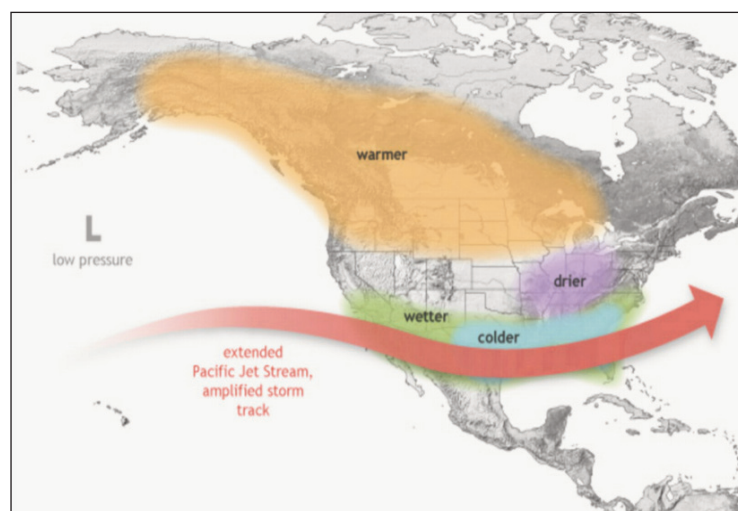 warmer
L
low pressure
drier
wetter
colder
extended
Pacific Jet Stream,
amplified storm
track